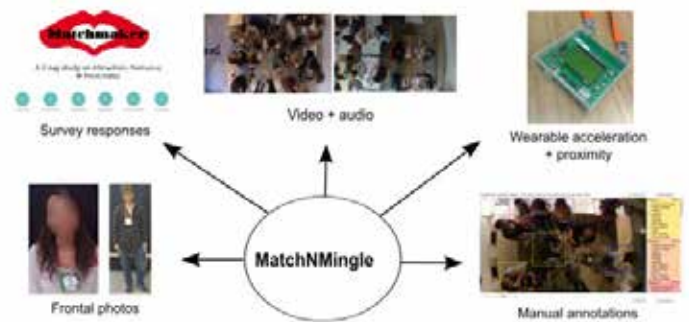 Matchmaker
Survey responses
Video + audio
Wearable acceleration
+ proximity
MatchNMingle
Frontal photos
Manual annotations